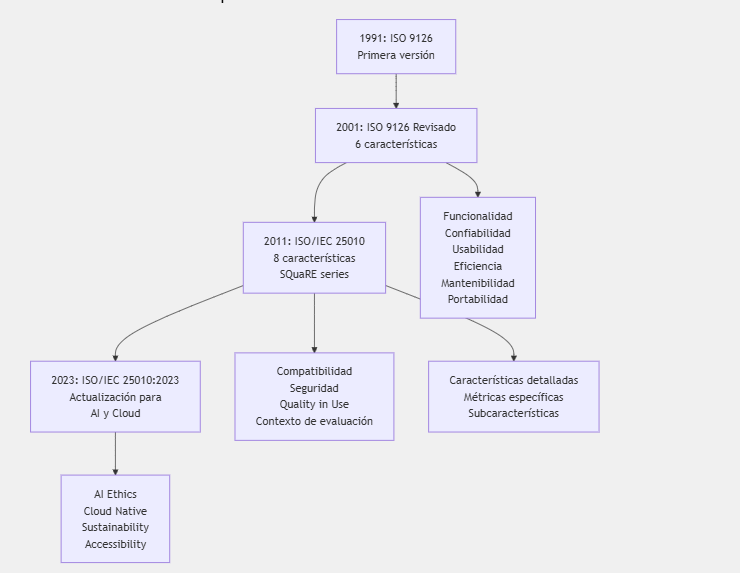 1991: ISO 9126
Primera versión
2001: ISO 9126 Revisado
6 características
Funcionalidad
Confiabilidad
Usabilidad
Eficiencia
Mantenibilidad
Portabilidad
2011: ISO/IEC 25010
8 características
SQuaRE series
2023: ISO/IEC 25010:2023
Actualización para
AI y Cloud
Compatibilidad
Seguridad
Quality in Use
Contexto de evaluación
Características detalladas
Métricas específicas
Subcaracterísticas
AI Ethics
Cloud Native
Sustainability
Accessibility